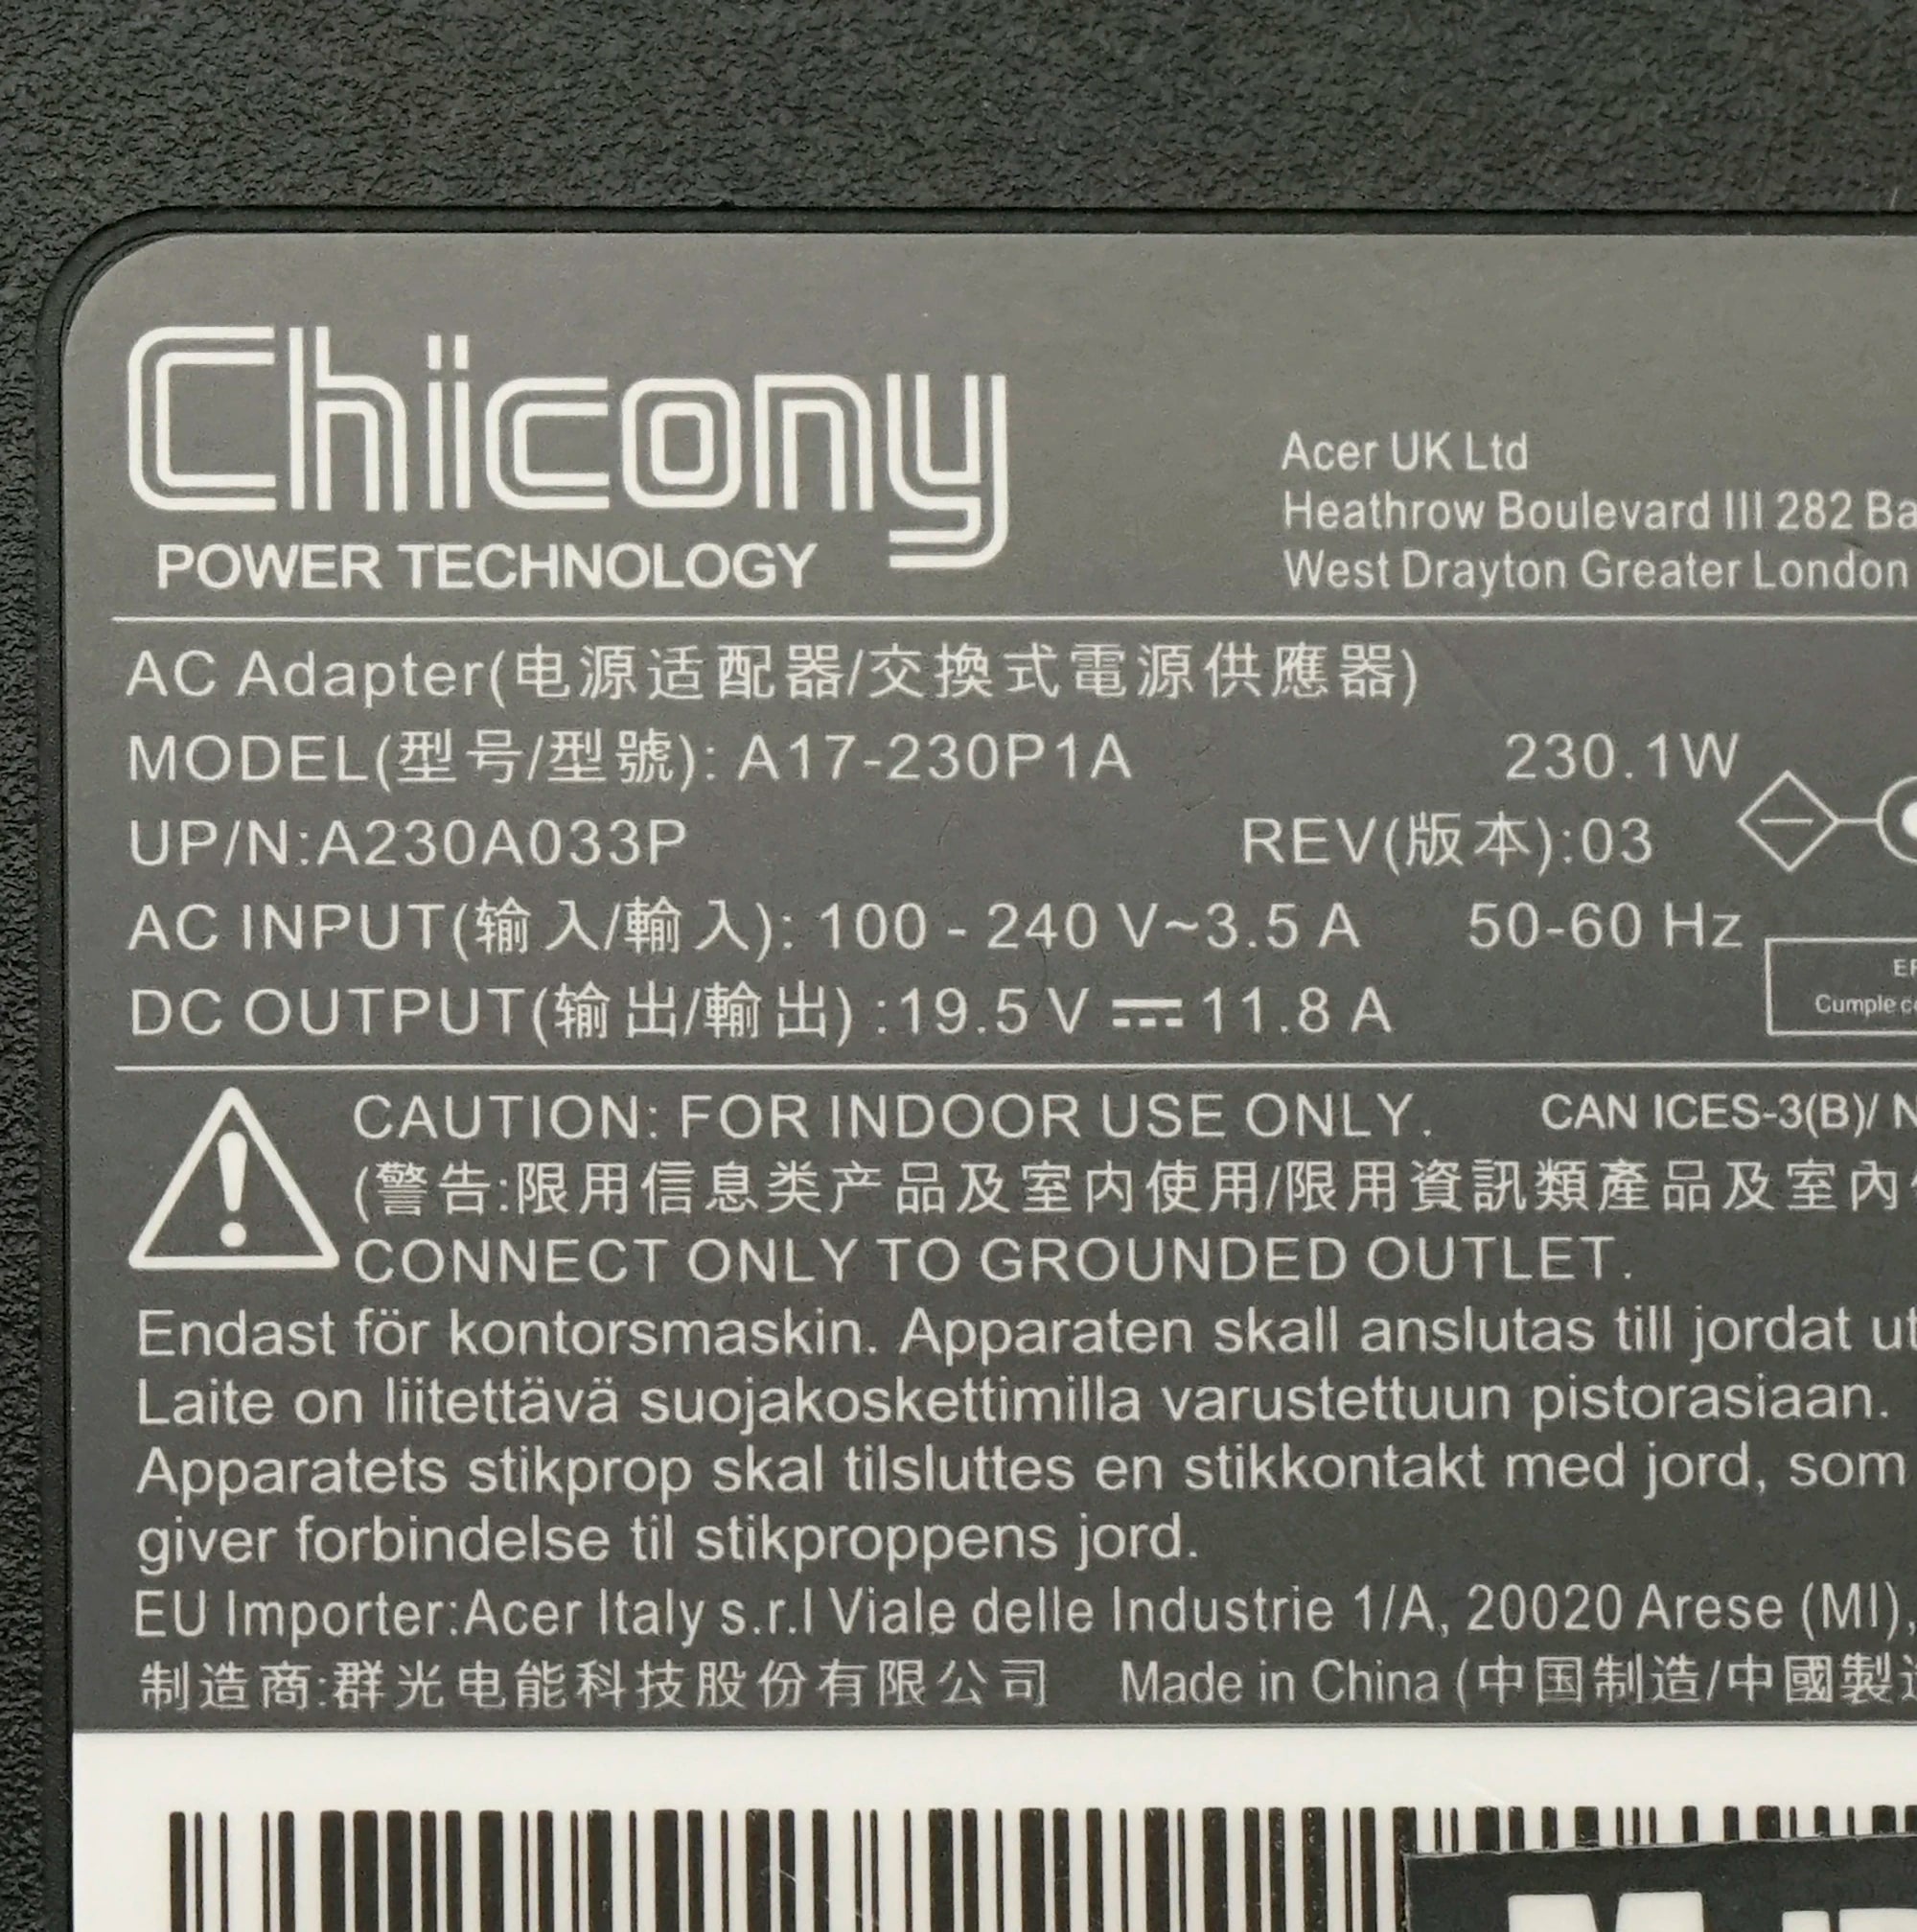 Chicony
POWER TECHNOLOGY
Acer UK Ltd
Heathrow Boulevard III 282
West Drayton Greater London
AC Adapter(电源适配器/交換式電源供應器)
MODEL(型号/型號): A17-230P1A 230.1W
UP/N:A230A033P REV(版本):03
AC INPUT(输入/輸入): 100 - 240 V~3.5 A 50-60 Hz
DC OUTPUT(输出/輸出) :19.5 V ⎓ 11.8 A
Cumple
CAUTION: FOR INDOOR USE ONLY. CAN ICES-3(B)/
(警告:限用信息类产品及室内使用/限用資訊類產品及室內
CONNECT ONLY TO GROUNDED OUTLET.
Endast för kontorsmaskin. Apparaten skall anslutas till jordat
Laite on liitettävä suojakoskettimilla varustettuun pistorasiaan.
Apparatets stikprop skal tilsluttes en stikkontakt med jord, som
giver forbindelse til stikproppens jord.
EU Importer:Acer Italy s.r.l Viale delle Industrie 1/A, 20020 Arese (MI),
制造商:群光电能科技股份有限公司 Made in China (中国制造/中國製造